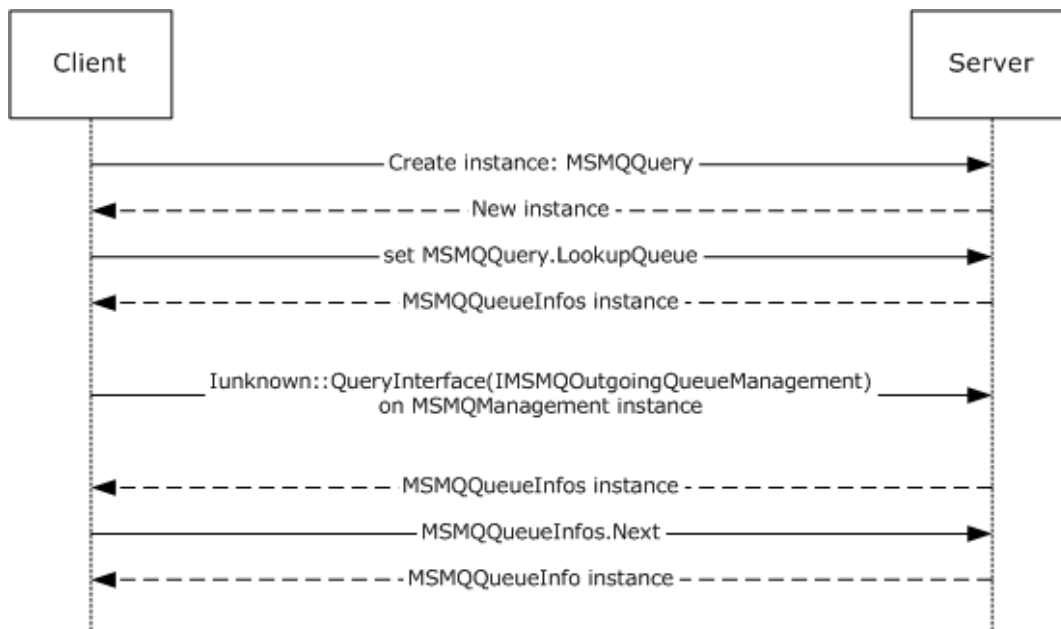 Client
Server
Create instance: MSMQQuery
New instance
set MSMQQuery.LookupQueue
MSMQQueueInfos instance
Iunknown::QueryInterface(IMSMQOutgoingQueueManagement)
on MSMQManagement instance
MSMQQueueInfos instance
MSMQQueueInfos.Next
MSMQQueueInfo instance